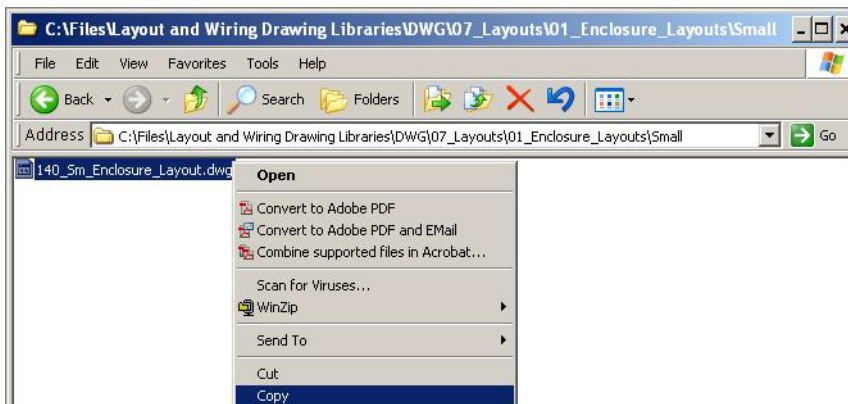 C:\Files\Layout and Wiring Drawing Libraries\DWG\07_Layouts\01_Enclosure_Layouts\Small
File Edit View Favorites Tools Help
Back Search Folders
Address C:\Files\Layout and Wiring Drawing Libraries\DWG\07_Layouts\01_Enclosure_Layouts\Small Go
140_Sm_Enclosure_Layout.dwg
Open
Convert to Adobe PDF
Convert to Adobe PDF and EMail
Combine supported files in Acrobat...
Scan for Viruses...
WinZip
Send To
Cut
Copy